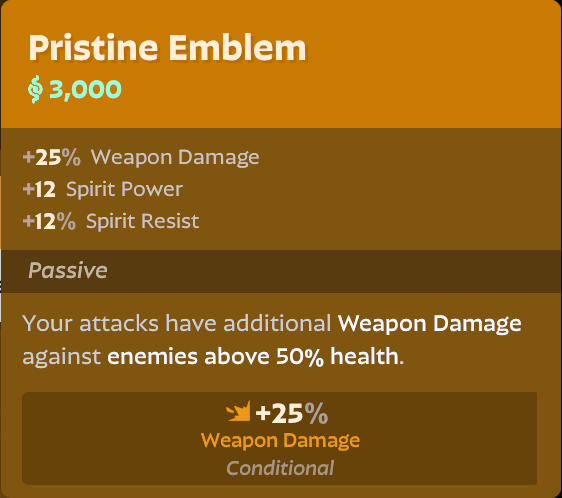 Pristine Emblem
3,000
+25% Weapon Damage
+12 Spirit Power
+12% Spirit Resist
Passive
Your attacks have additional Weapon Damage
against enemies above 50% health.
+25%
Weapon Damage
Conditional